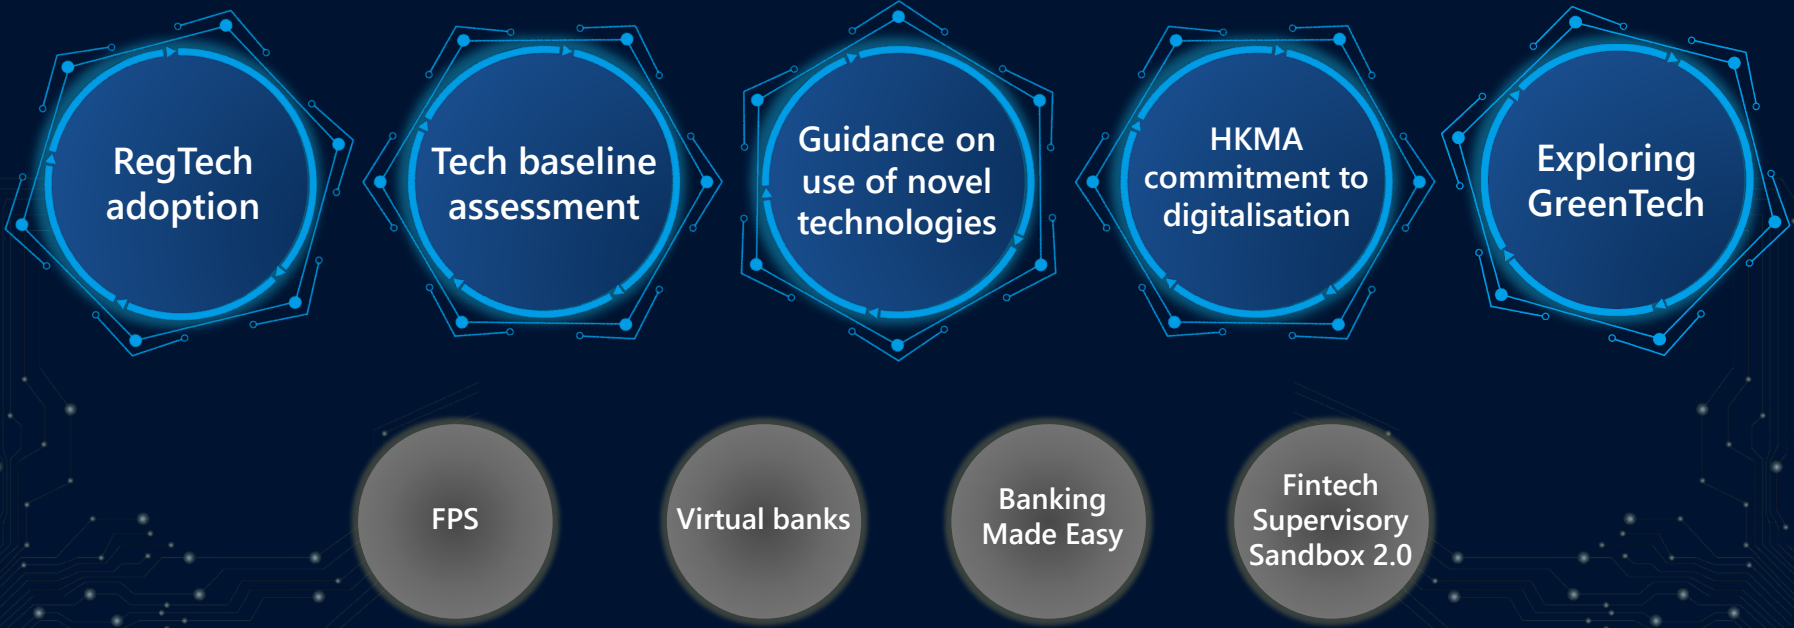 RegTech
adoption
Tech baseline
assessment
Guidance on
use of novel
technologies
HKMA
commitment to
digitalisation
Exploring
GreenTech
FPS
Virtual banks
Banking
Made Easy
Fintech
Supervisory
Sandbox 2.0